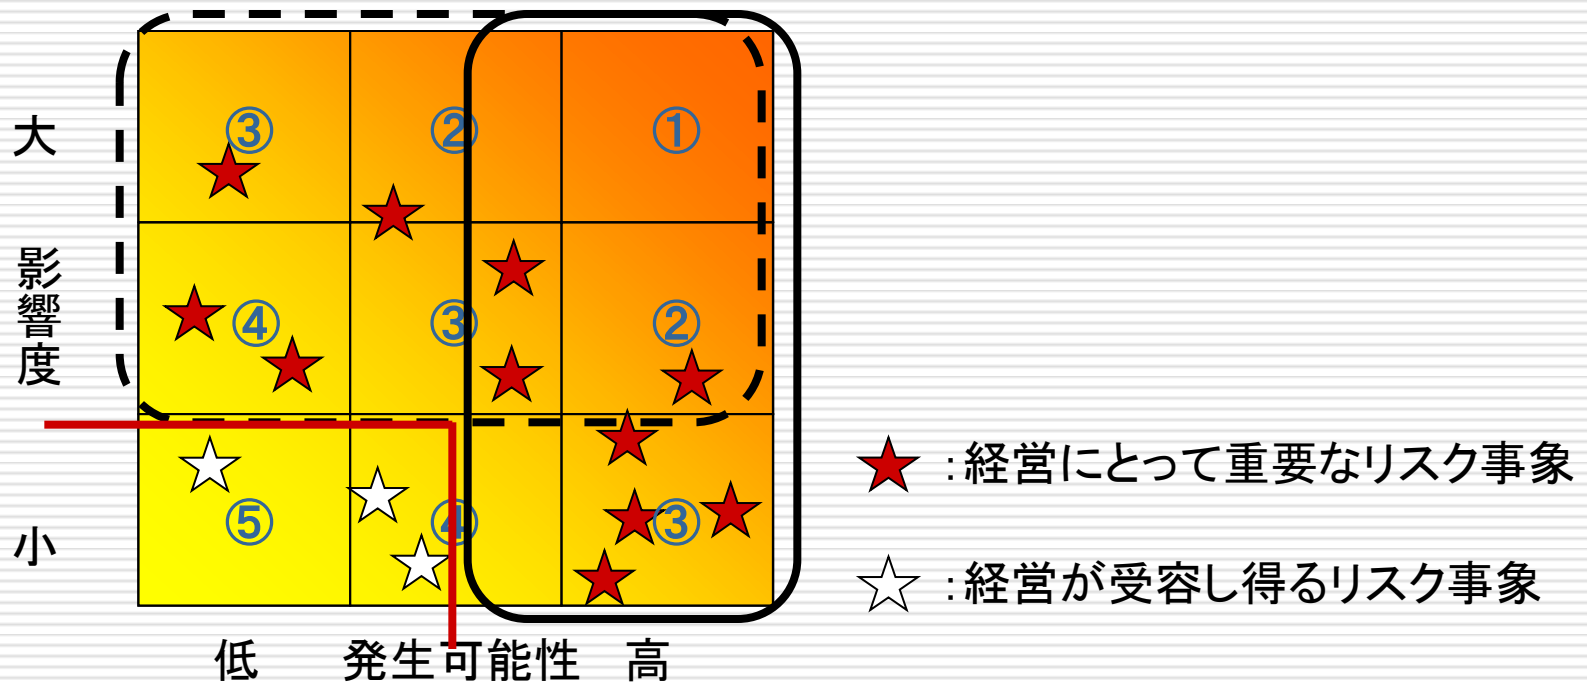 大
③
②
①
影響度
④
③
②
小
⑤
④
③
低
発生可能性
高
:経営にとって重要なリスク事象
:経営が受容し得るリスク事象